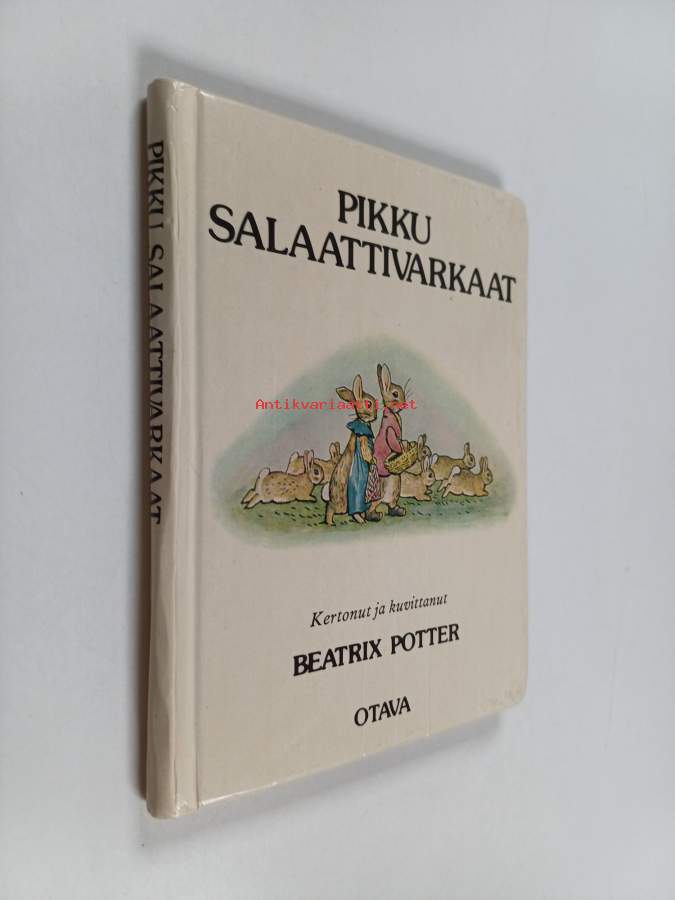 PIKKU SALAATTIVARKAAT
PIKKU
SALAATTIVARKAAT
Antikvariaatti.net
Kertonut ja kuvittanut
BEATRIX POTTER
OTAVA